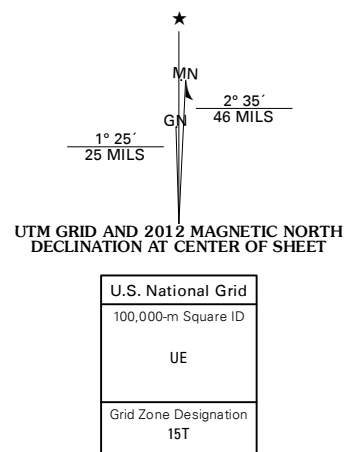 ★
MN
2° 35´
46 MILS
GN
1° 25´
25 MILS
UTM GRID AND 2012 MAGNETIC NORTH
DECLINATION AT CENTER OF SHEET
U.S. National Grid
100,000-m Square ID
UE
Grid Zone Designation
15T